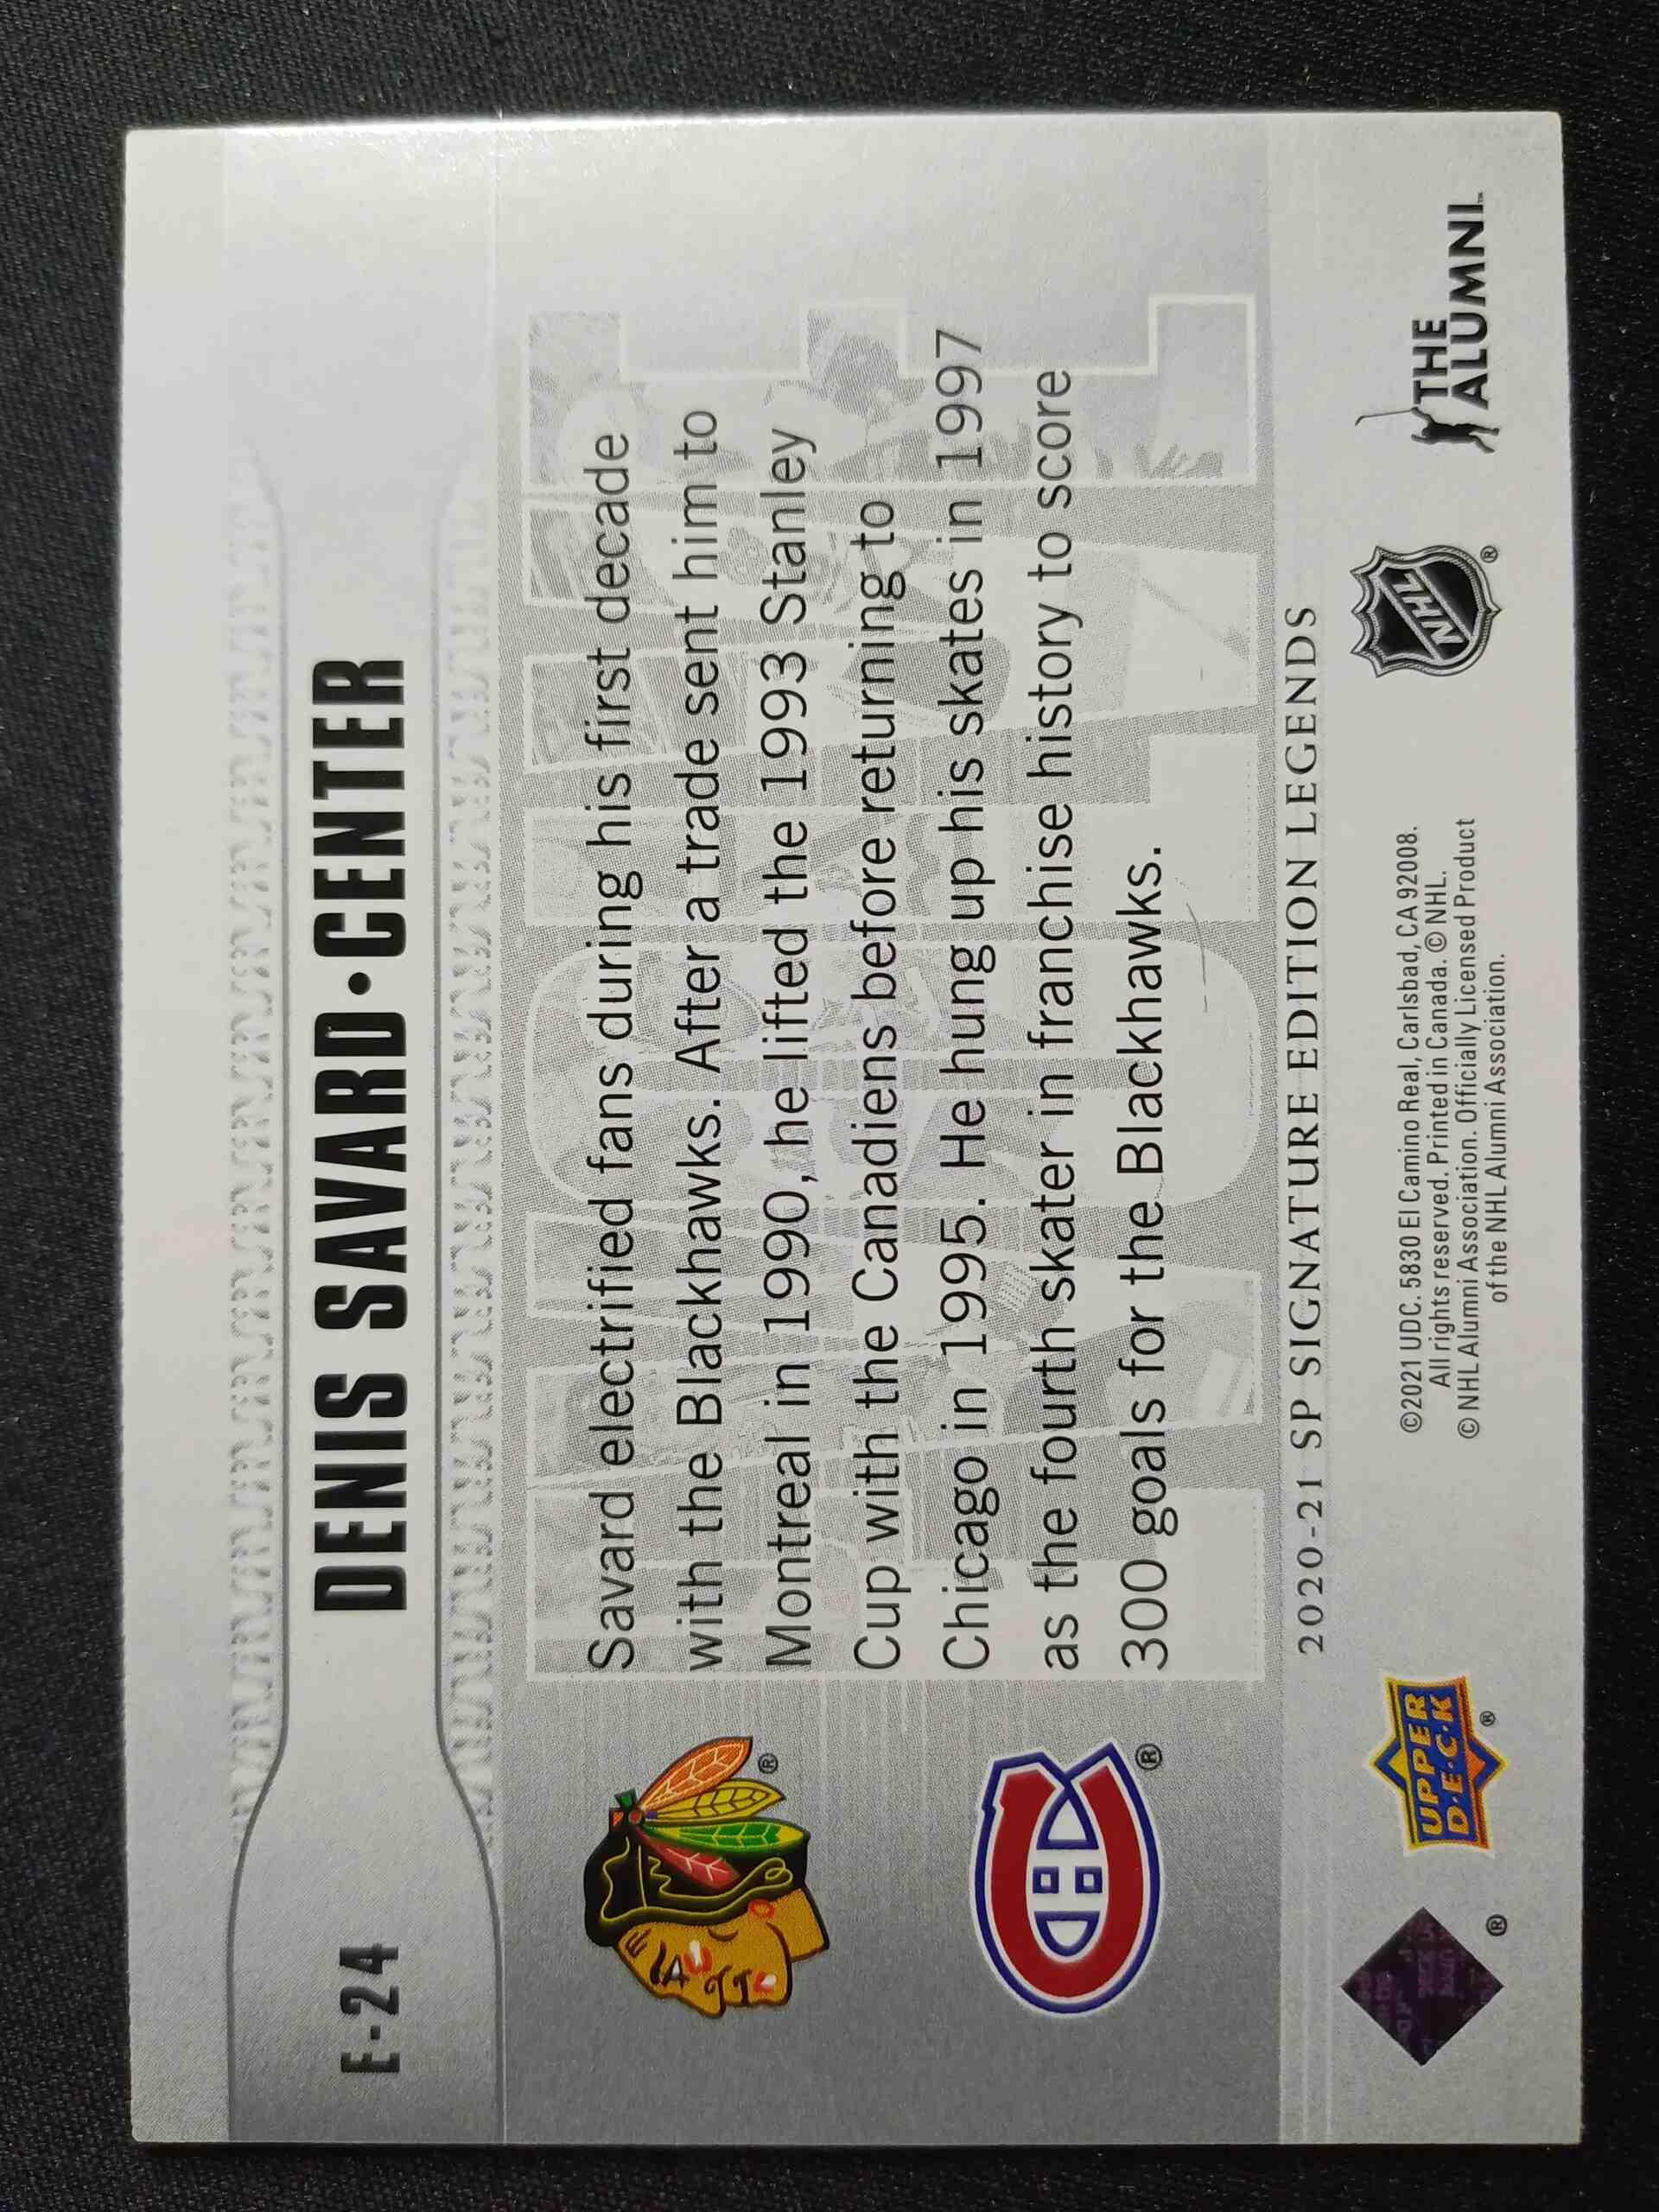 E-24
DENIS SAVARD • CENTER
Savard electrified fans during his first decade
with the Blackhawks. After a trade sent him to
Montreal in 1990, he lifted the 1993 Stanley
Cup with the Canadiens before returning to
Chicago in 1995. He hung up his skates in 1997
as the fourth skater in franchise history to score
300 goals for the Blackhawks.
2020-21 SP SIGNATURE EDITION LEGENDS
UPPER
D•E•C•K
©2021 UDC. 5830 El Camino Real, Carlsbad, CA 92008.
All rights reserved. Printed in Canada. © NHL.
© NHL Alumni Association. Officially Licensed Product
of the NHL Alumni Association.
NHL
THE
ALUMNI™